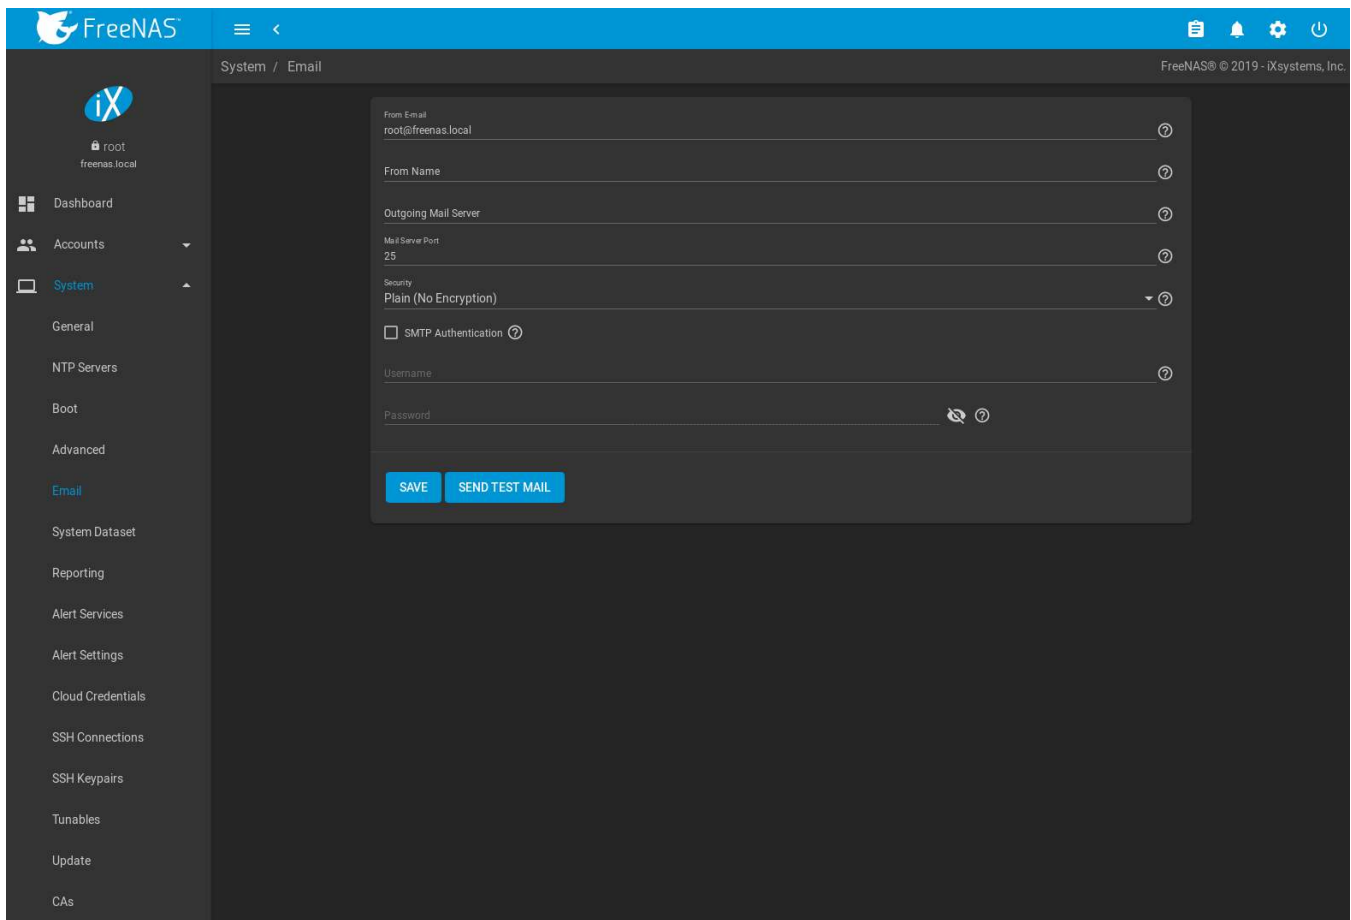 FreeNAS™
System / Email
FreeNAS® © 2019 - iXsystems, Inc.
iX
root
freenas.local
Dashboard
Accounts
System
General
NTP Servers
Boot
Advanced
Email
System Dataset
Reporting
Alert Services
Alert Settings
Cloud Credentials
SSH Connections
SSH Keypairs
Tunables
Update
CAs
From E-mail
root@freenas.local
From Name
Outgoing Mail Server
Mail Server Port
25
Security
Plain (No Encryption)
SMTP Authentication
Username
Password
SAVE SEND TEST MAIL